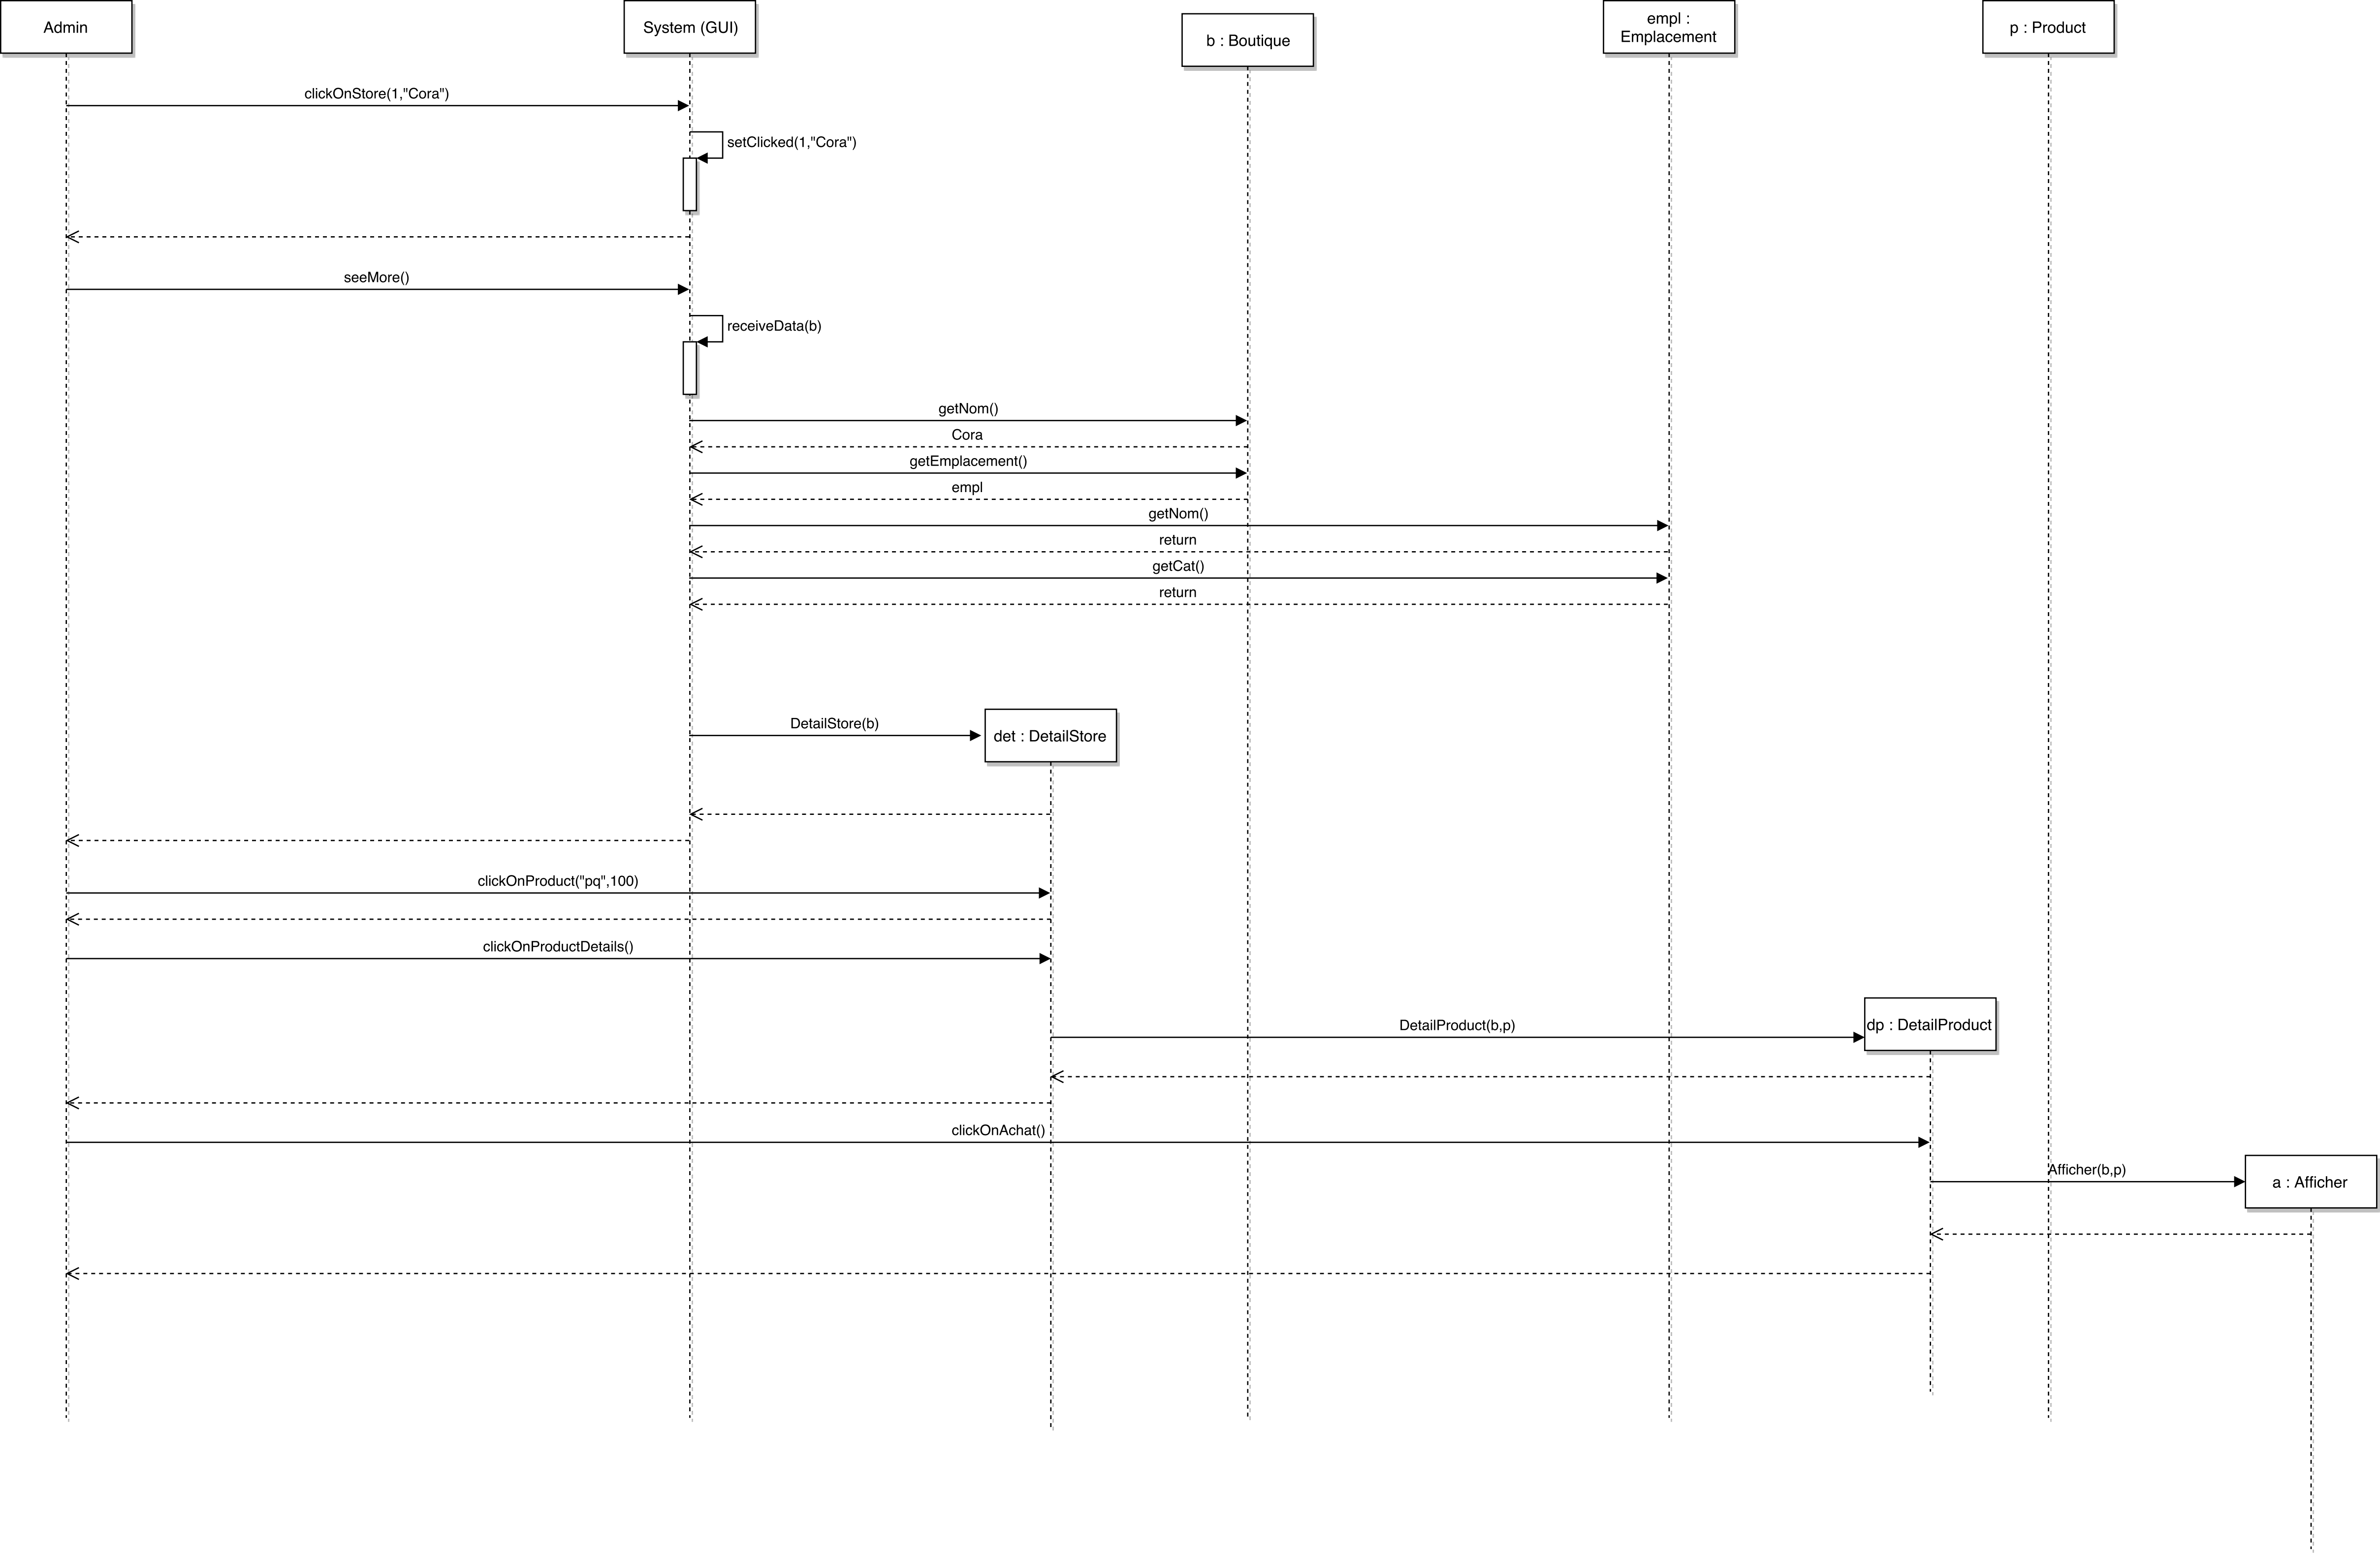 Admin
System (GUI)
b : Boutique
empl :
Emplacement
p : Product
clickOnStore(1,"Cora")
setClicked(1,"Cora")
seeMore()
receiveData(b)
getNom()
Cora
getEmplacement()
empl
getNom()
return
getCat()
return
DetailStore(b)
det : DetailStore
clickOnProduct("pq",100)
clickOnProductDetails()
DetailProduct(b,p)
dp : DetailProduct
clickOnAchat()
Afficher(b,p)
a : Afficher